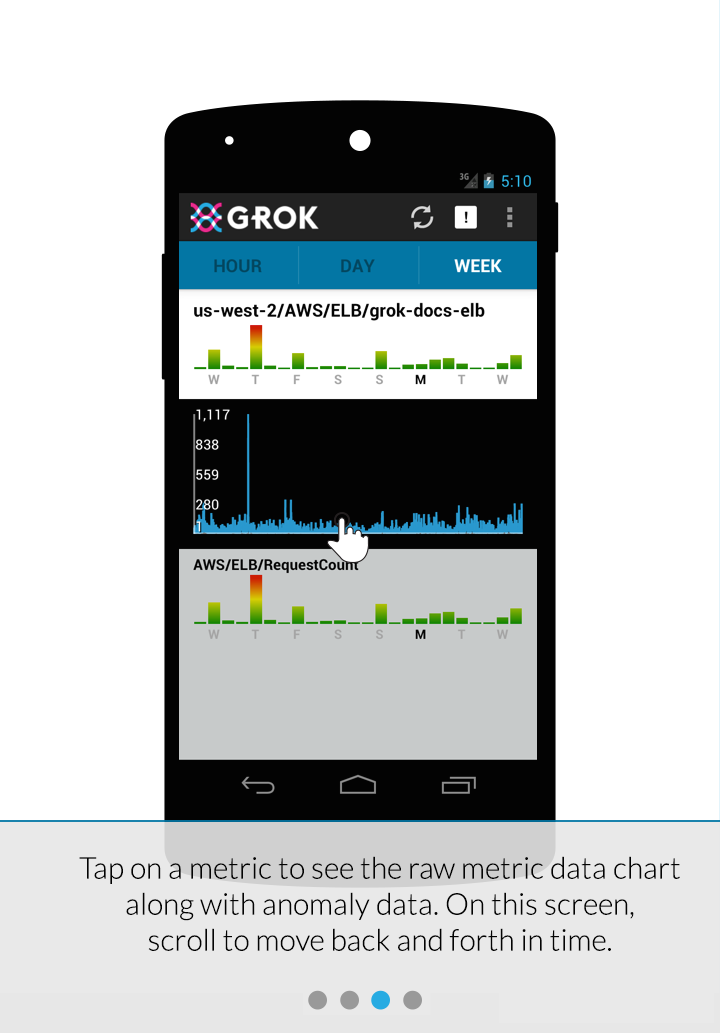 3G 5:10
GROK !
HOUR DAY WEEK
us-west-2/AWS/ELB/grok-docs-elb
W T F S S M T W
1,117
838
559
280
1
AWS/ELB/RequestCount
W T F S S M T W
Tap on a metric to see the raw metric data chart
along with anomaly data. On this screen,
scroll to move back and forth in time.